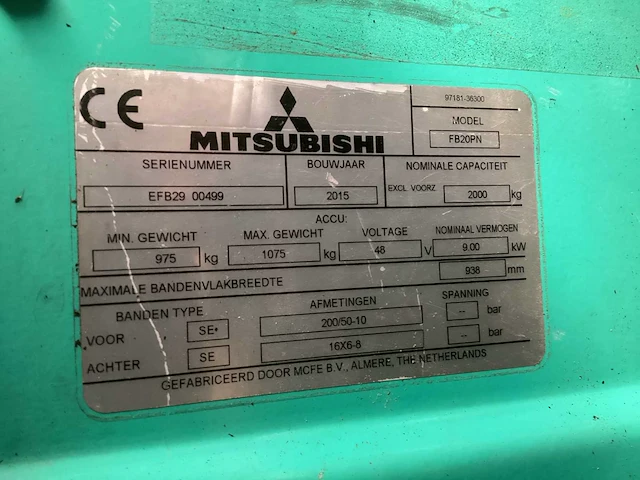 CE
97181-36300
MITSUBISHI
MODEL
FB20PN
SERIENUMMER BOUWJAAR NOMINALE CAPACITEIT
EFB29 00499 2015 EXCL VOORZ. 2000 kg
ACCU:
MIN. GEWICHT MAX. GEWICHT VOLTAGE NOMINAAL VERMOGEN
975 kg 1075 kg 48 V 9.00 kW
MAXIMALE BANDENVLAKBREEDTE 938 mm
BANDEN TYPE AFMETINGEN SPANNING
VOOR SE 200/50-10 -- bar
ACHTER SE 16X6-8 -- bar
GEFABRICEERD DOOR MCFE B.V., ALMERE, THE NETHERLANDS